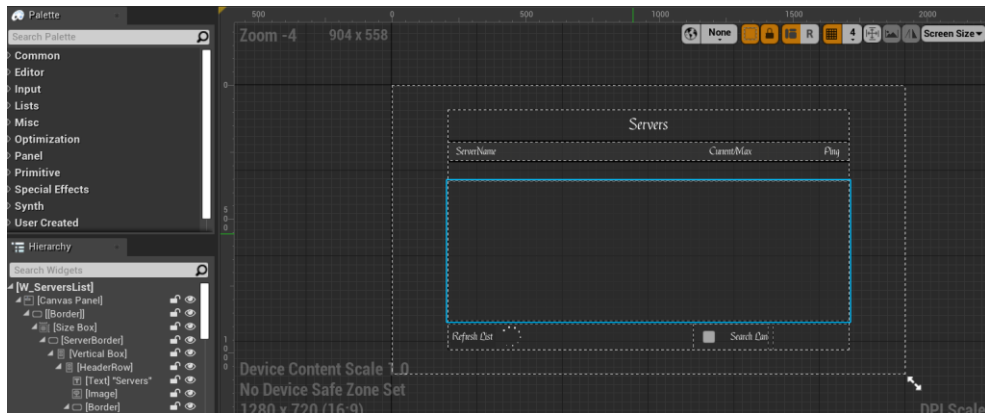 Palette
Search Palette
Common
Editor
Input
Lists
Misc
Optimization
Panel
Primitive
Special Effects
Synth
User Created
Hierarchy
Search Widgets
[W_ServersList]
[Canvas Panel]
[[Border]]
[Size Box]
[ServerBorder]
[Vertical Box]
[HeaderRow]
[Text] "Servers"
[Image]
[Border]
500 0 500 1000 1500 2000
Zoom -4 904 x 558
None R 4 Screen Size
0
500
1000
Servers
ServerName Current/Max Ping
Refresh List Search Lan
Device Content Scale 1.0
No Device Safe Zone Set
1280 x 720 (16:9) DPI Scale